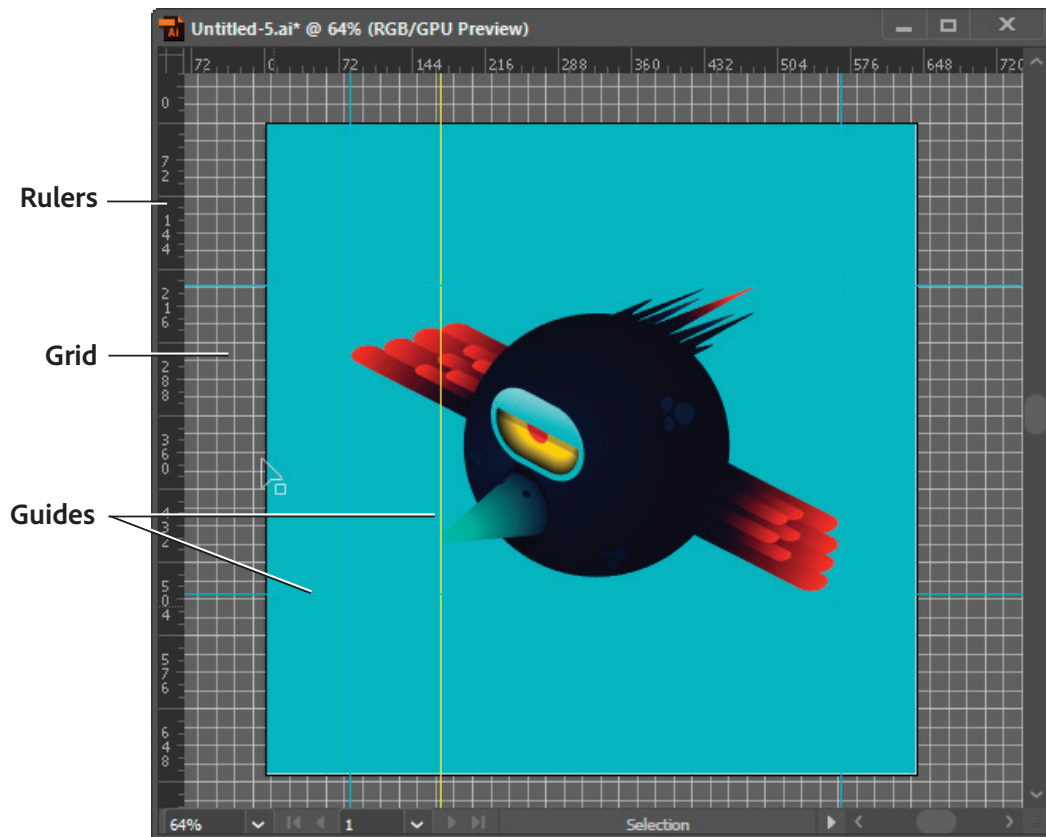 Ai Untitled-5.ai* @ 64% (RGB/GPU Preview)
72 0 72 144 216 288 360 432 504 576 648 720
0
72
144
Rulers
216
Grid
288
360
Guides
432
504
576
648
64% 1 Selection